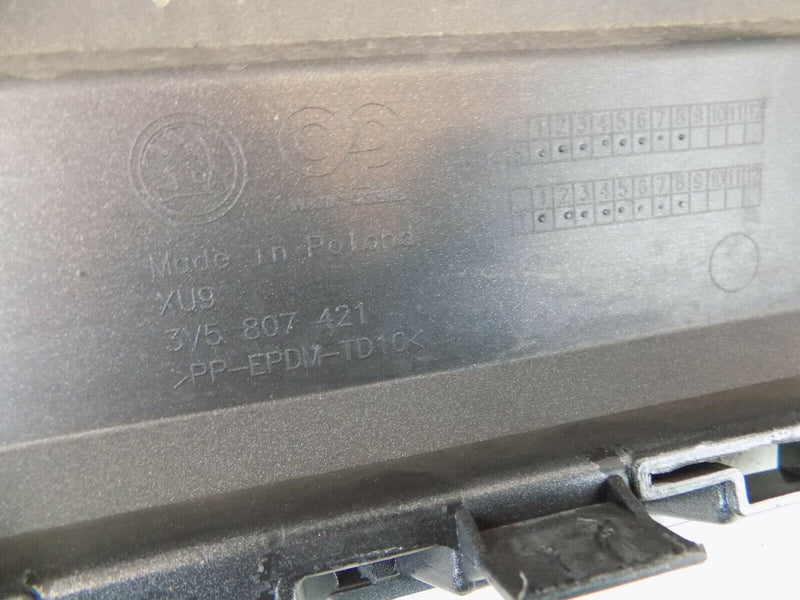 S 1 2 3 4 5 6 7 8 9 10 11 12
1 2 3 4 5 6 7 8 9 10 11 12
Made in Poland
XU9
3V5 807 421
>PP-EPDM-TD10<